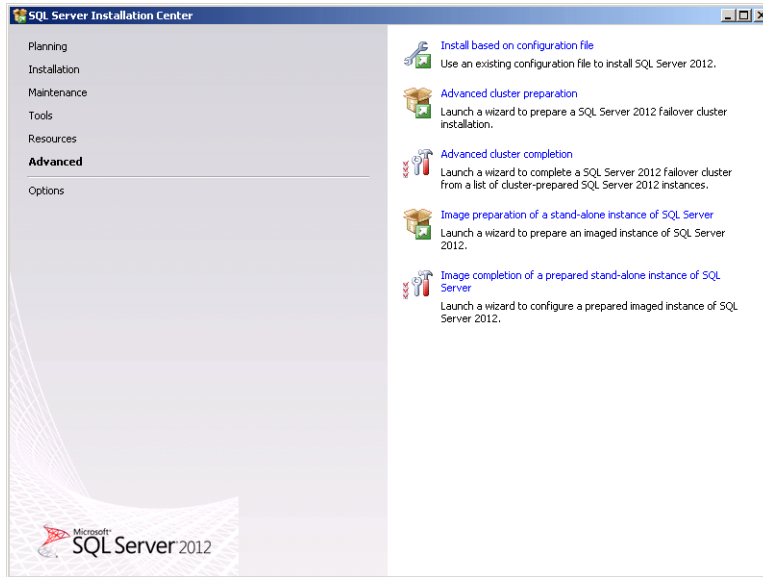 SQL Server Installation Center
Planning
Installation
Maintenance
Tools
Resources
Advanced
Options
Install based on configuration file
Use an existing configuration file to install SQL Server 2012.
Advanced cluster preparation
Launch a wizard to prepare a SQL Server 2012 failover cluster
installation.
Advanced cluster completion
Launch a wizard to complete a SQL Server 2012 failover cluster
from a list of cluster-prepared SQL Server 2012 instances.
Image preparation of a stand-alone instance of SQL Server
Launch a wizard to prepare an imaged instance of SQL Server
2012.
Image completion of a prepared stand-alone instance of SQL
Server
Launch a wizard to configure a prepared imaged instance of SQL
Server 2012.
Microsoft
SQL Server 2012